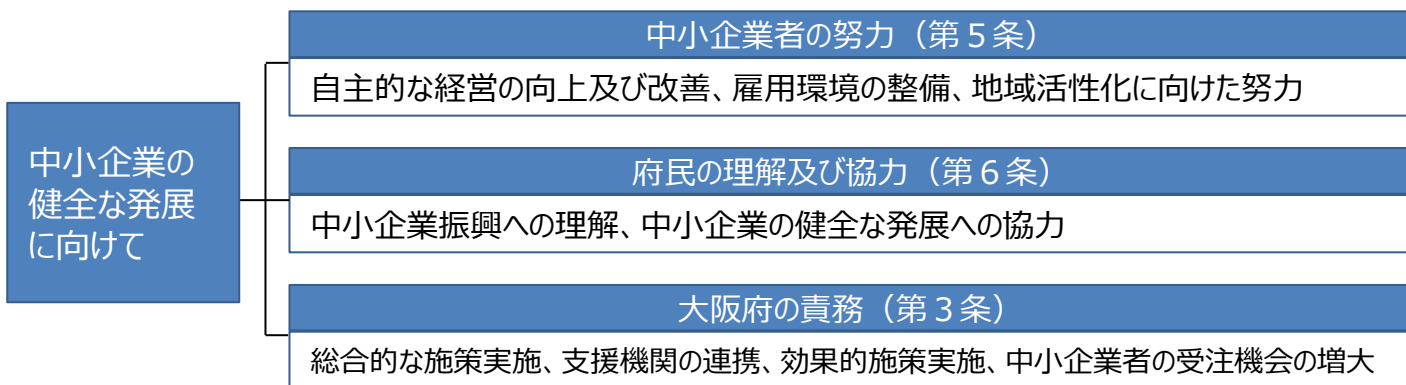 中小企業の
健全な発展
に向けて
中小企業者の努力（第５条）
自主的な経営の向上及び改善、雇用環境の整備、地域活性化に向けた努力
府民の理解及び協力（第６条）
中小企業振興への理解、中小企業の健全な発展への協力
大阪府の責務（第３条）
総合的な施策実施、支援機関の連携、効果的施策実施、中小企業者の受注機会の増大